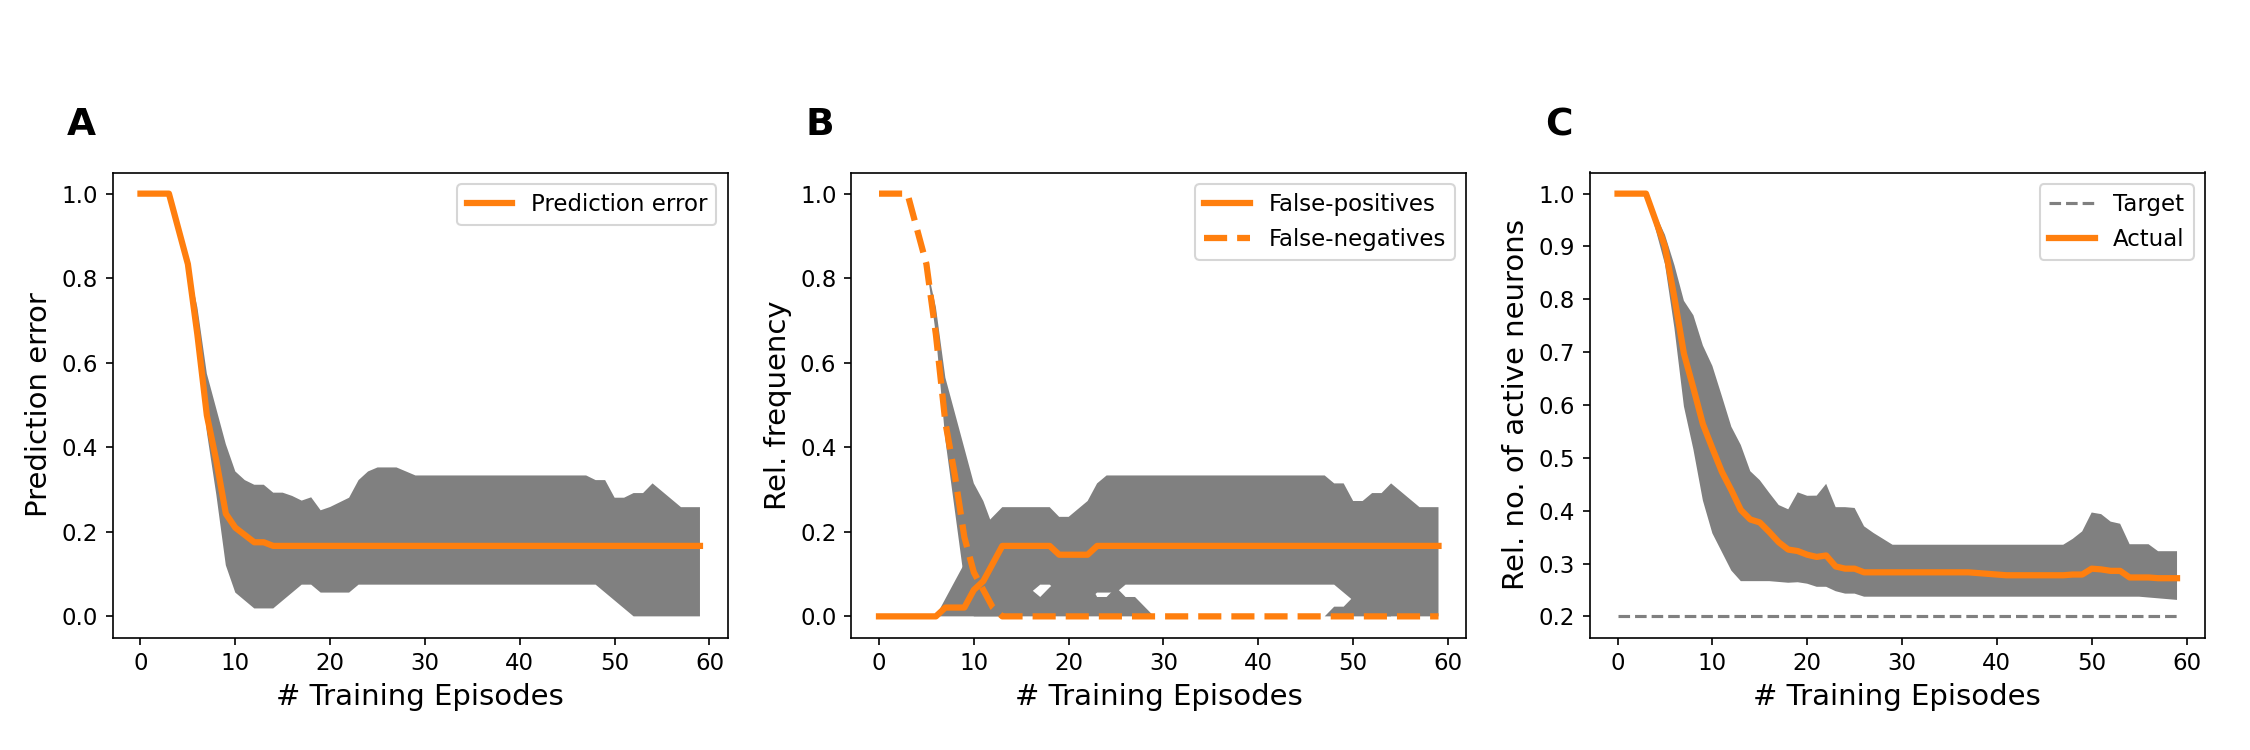 A
Prediction error
1.0
0.8
0.6
0.4
0.2
0.0
Prediction error
0 10 20 30 40 50 60
# Training Episodes
B
Rel. frequency
1.0
0.8
0.6
0.4
0.2
0.0
False-positives
False-negatives
0 10 20 30 40 50 60
# Training Episodes
C
Rel. no. of active neurons
1.0
0.9
0.8
0.7
0.6
0.5
0.4
0.3
0.2
Target
Actual
0 10 20 30 40 50 60
# Training Episodes